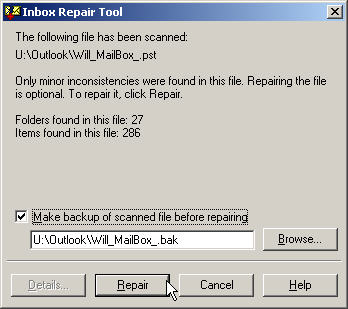 Inbox Repair Tool
The following file has been scanned:
U:\Outlook\Will_MailBox_.pst
Only minor inconsistencies were found in this file. Repairing the file
is optional. To repair it, click Repair.
Folders found in this file: 27
Items found in this file: 286
Make backup of scanned file before repairing
U:\Outlook\Will_MailBox_.bak
Browse...
Details...
Repair
Cancel
Help